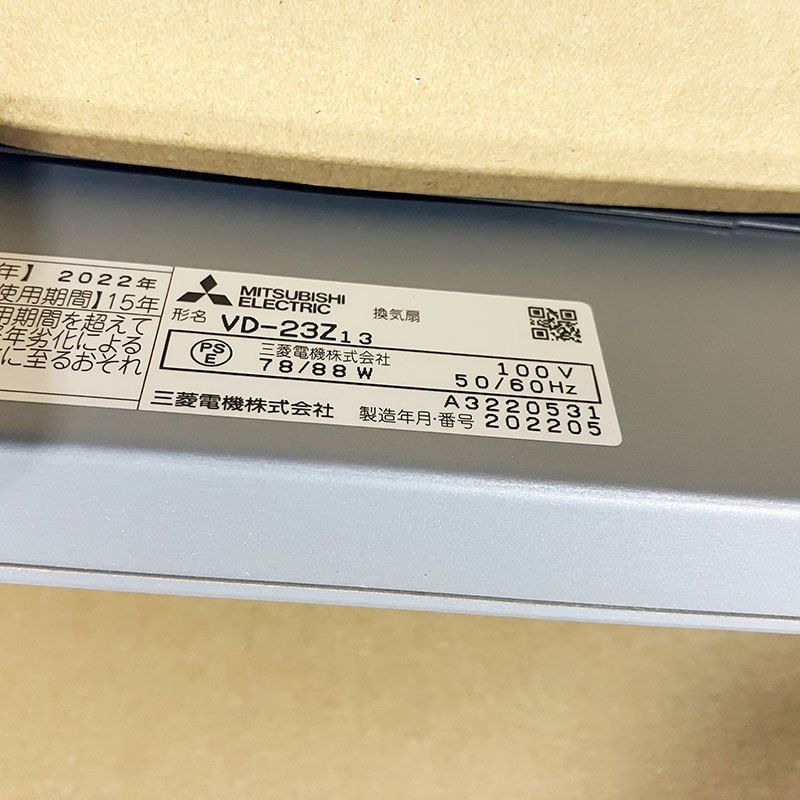 年】 2022年
使用期間】15年
用期間を超えて
年劣化による
に至るおそれ
MITSUBISHI
ELECTRIC
換気扇
形名 VD-23Z13
PS
E
三菱電機株式会社
78/88 W
100 V
50/60Hz
三菱電機株式会社
A3220531
製造年月・番号 202205